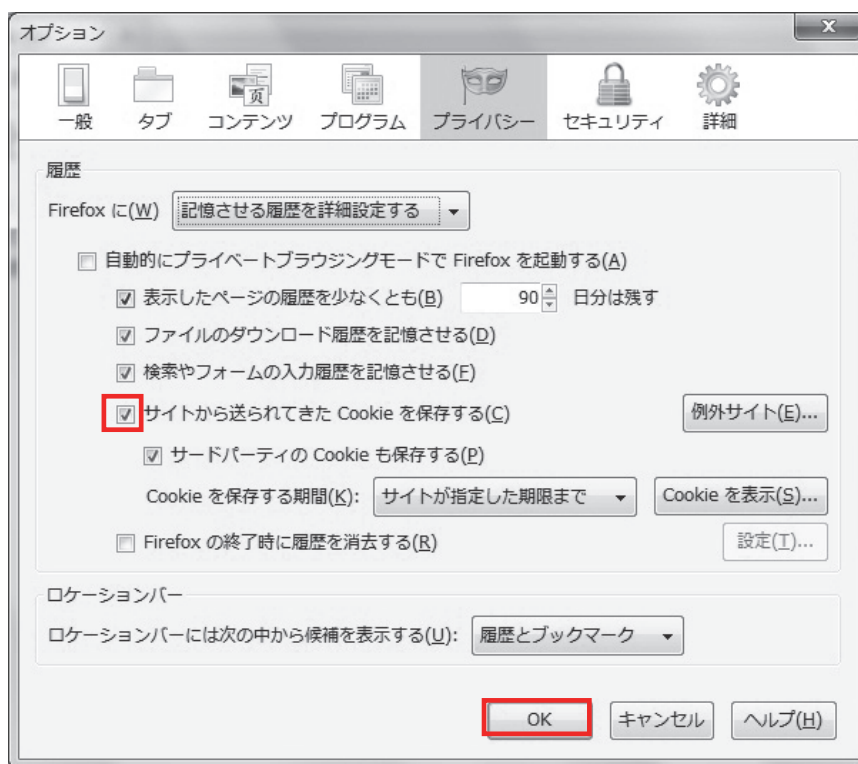 オプション
x
一般 タブ コンテンツ プログラム プライバシー セキュリティ 詳細
页
履歴
Firefox に(W) 記憶させる履歴を詳細設定する
自動的にプライベートブラウジングモードで Firefox を起動する(A)
表示したページの履歴を少なくとも(B) 90 日分は残す
ファイルのダウンロード履歴を記憶させる(D)
検索やフォームの入力履歴を記憶させる(F)
サイトから送られてきた Cookie を保存する(C) 例外サイト(E)...
サードパーティの Cookie も保存する(P)
Cookie を保存する期間(K): サイトが指定した期限まで Cookie を表示(S)...
Firefox の終了時に履歴を消去する(R) 設定(T)...
ロケーションバー
ロケーションバーには次の中から候補を表示する(U): 履歴とブックマーク
OK キャンセル ヘルプ(H)